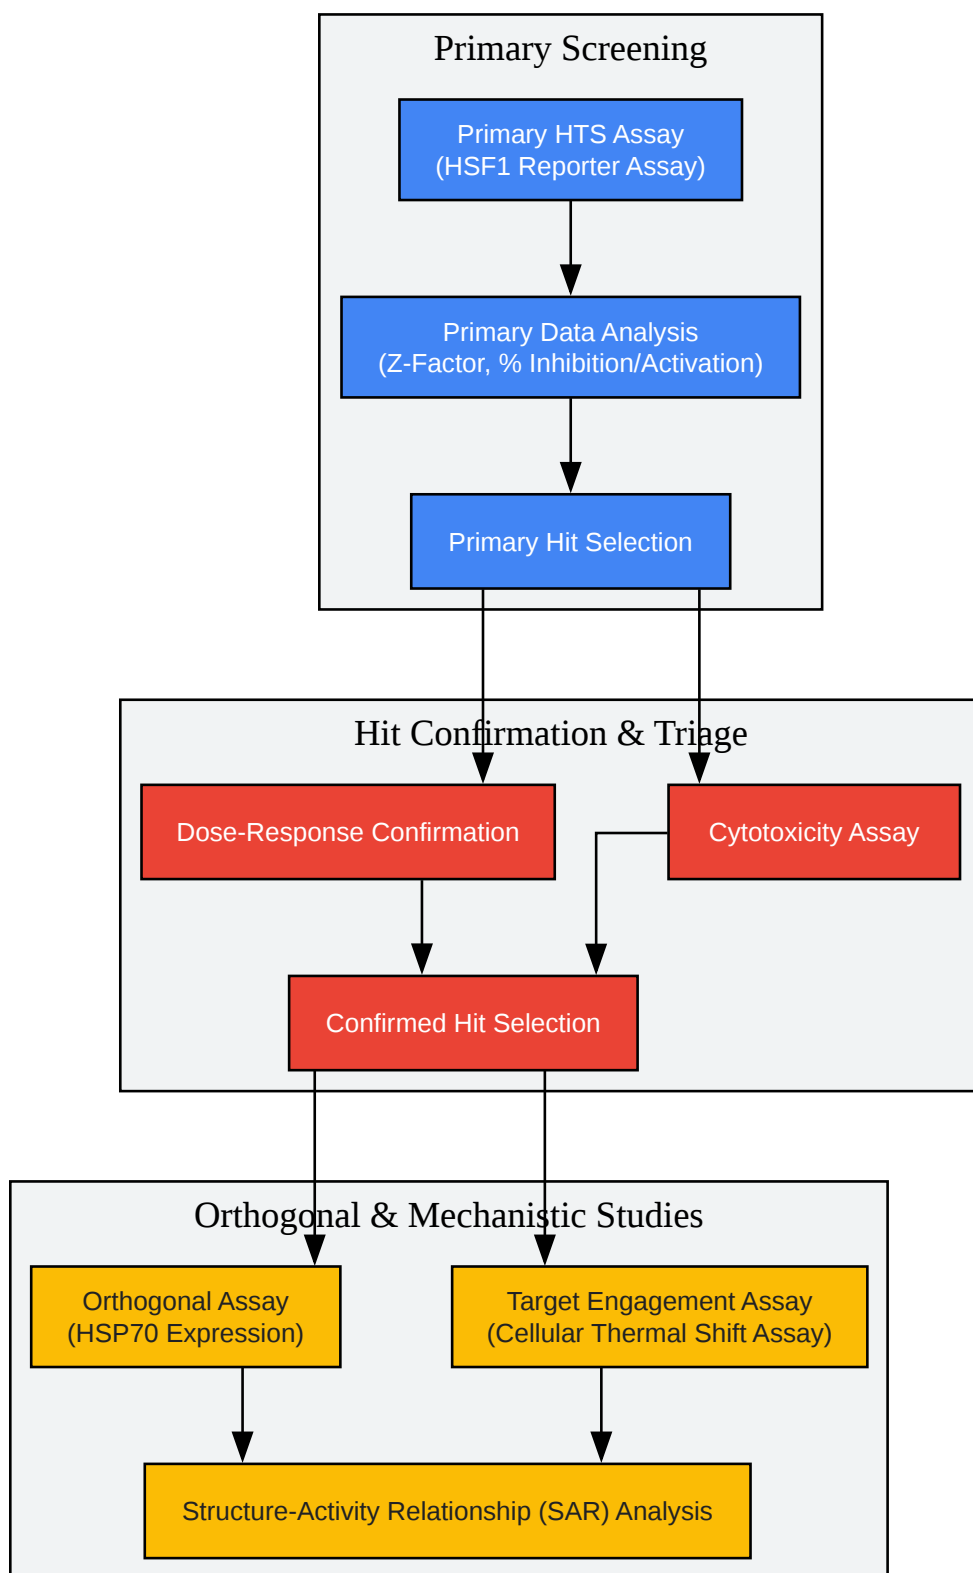 Primary Screening
Primary HTS Assay
(HSF1 Reporter Assay)
Primary Data Analysis
(Z-Factor, % Inhibition/Activation)
Primary Hit Selection
Hit Confirmation & Triage
Dose-Response Confirmation
Cytotoxicity Assay
Confirmed Hit Selection
Orthogonal & Mechanistic Studies
Orthogonal Assay
(HSP70 Expression)
Target Engagement Assay
(Cellular Thermal Shift Assay)
Structure-Activity Relationship (SAR) Analysis